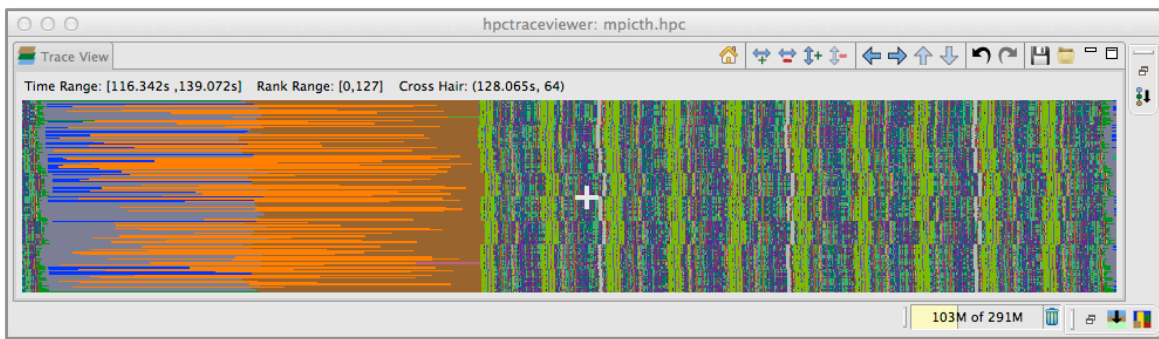 hpctraceviewer: mpicth.hpc
Trace View
Time Range: [116.342s ,139.072s] Rank Range: [0,127] Cross Hair: (128.065s, 64)
103M of 291M